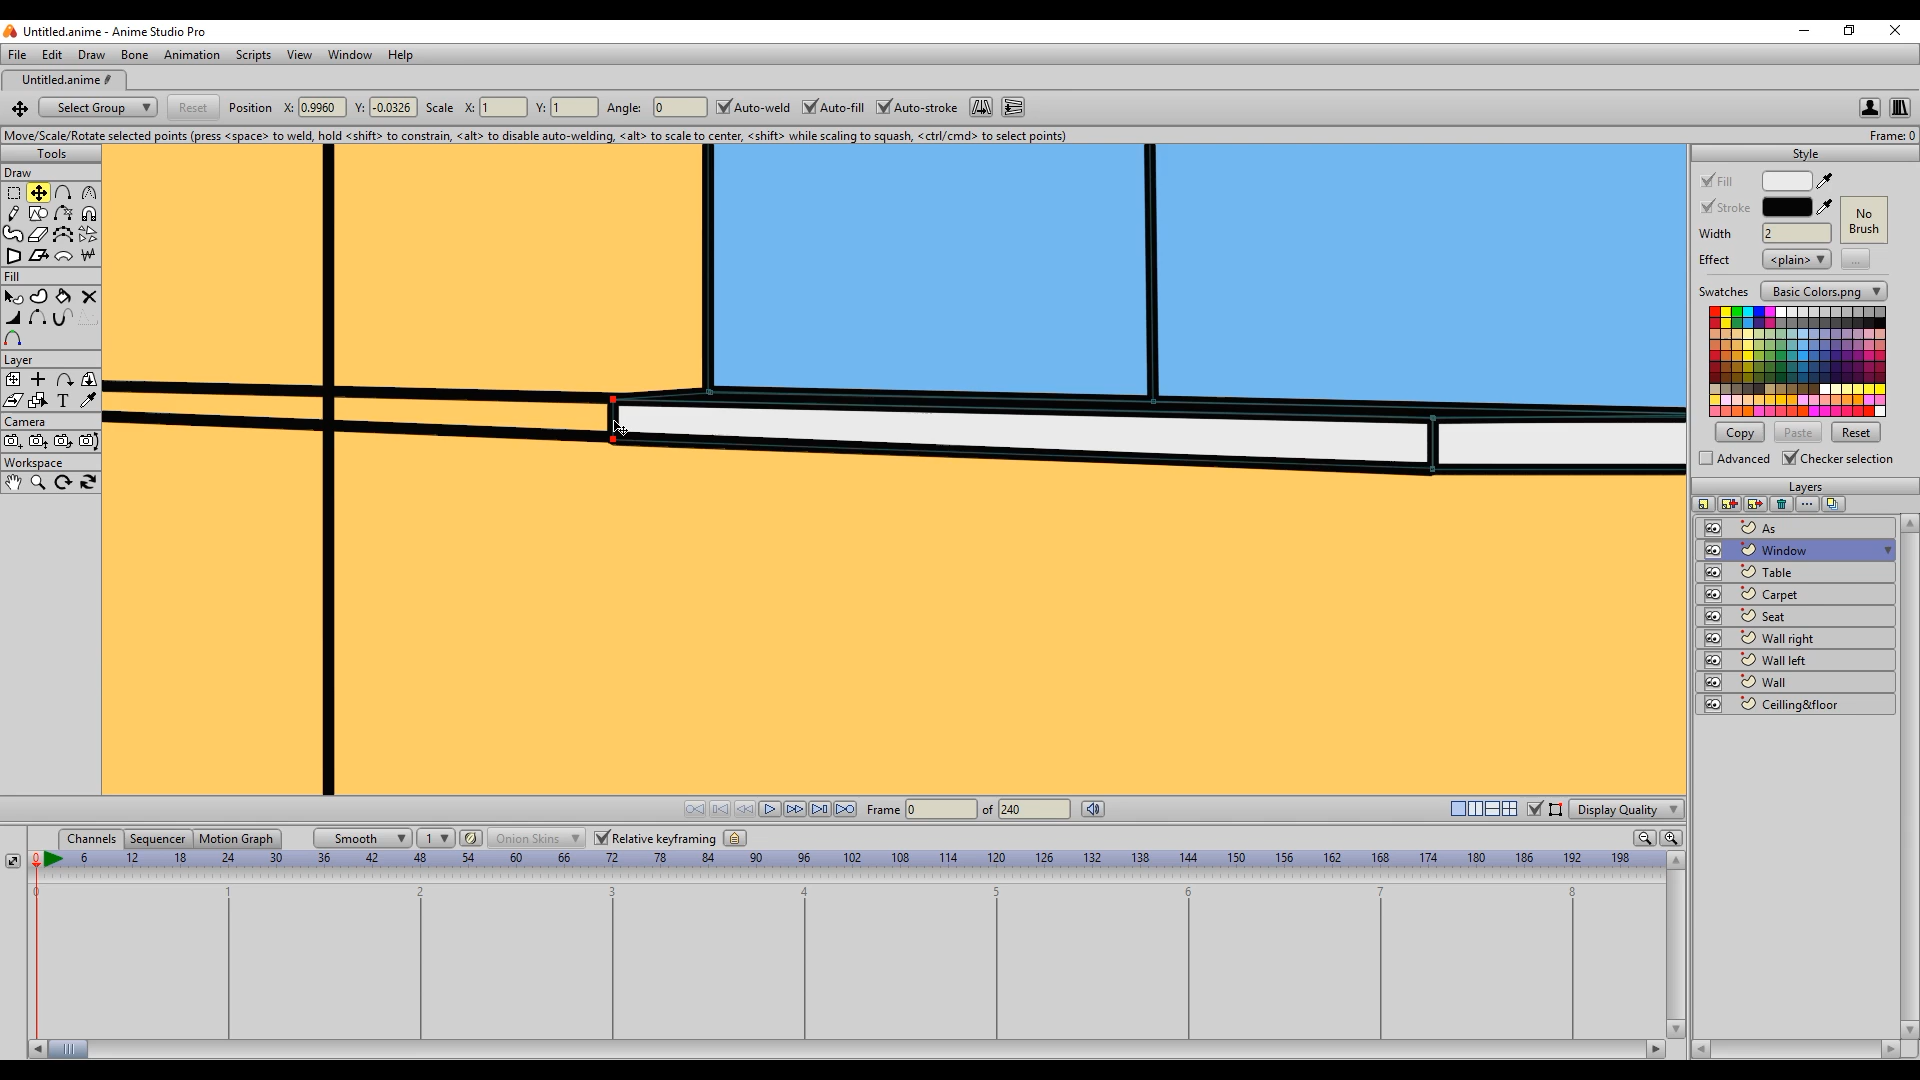 Untitled.anime - Anime Studio Pro
File Edit Draw Bone Animation Scripts View Window Help
Untitled.anime
Select Group Reset Position X: 0.9960 Y: -0.0326 Scale X: 1 Y: 1 Angle: 0 Auto-weld Auto-fill Auto-stroke
Move/Scale/Rotate selected points (press <space> to weld, hold <shift> to constrain, <alt> to disable auto-welding, <alt> to scale to center, <shift> while scaling to squash, <ctrl/cmd> to select points) Frame: 0
Tools
Draw
Fill
Layer
T
Camera
Workspace
Style
Fill
Stroke
No
Brush
Width 2
Effect <plain> ...
Swatches Basic Colors.png
Copy Paste Reset
Advanced Checker selection
Layers
As
Window
Table
Carpet
Seat
Wall right
Wall left
Wall
Ceilling&floor
Frame 0 of 240 Display Quality
Channels Sequencer Motion Graph Smooth 1 Onion Skins Relative keyframing
0 6 12 18 24 30 36 42 48 54 60 66 72 78 84 90 96 102 108 114 120 126 132 138 144 150 156 162 168 174 180 186 192 198
0 1 2 3 4 5 6 7 8